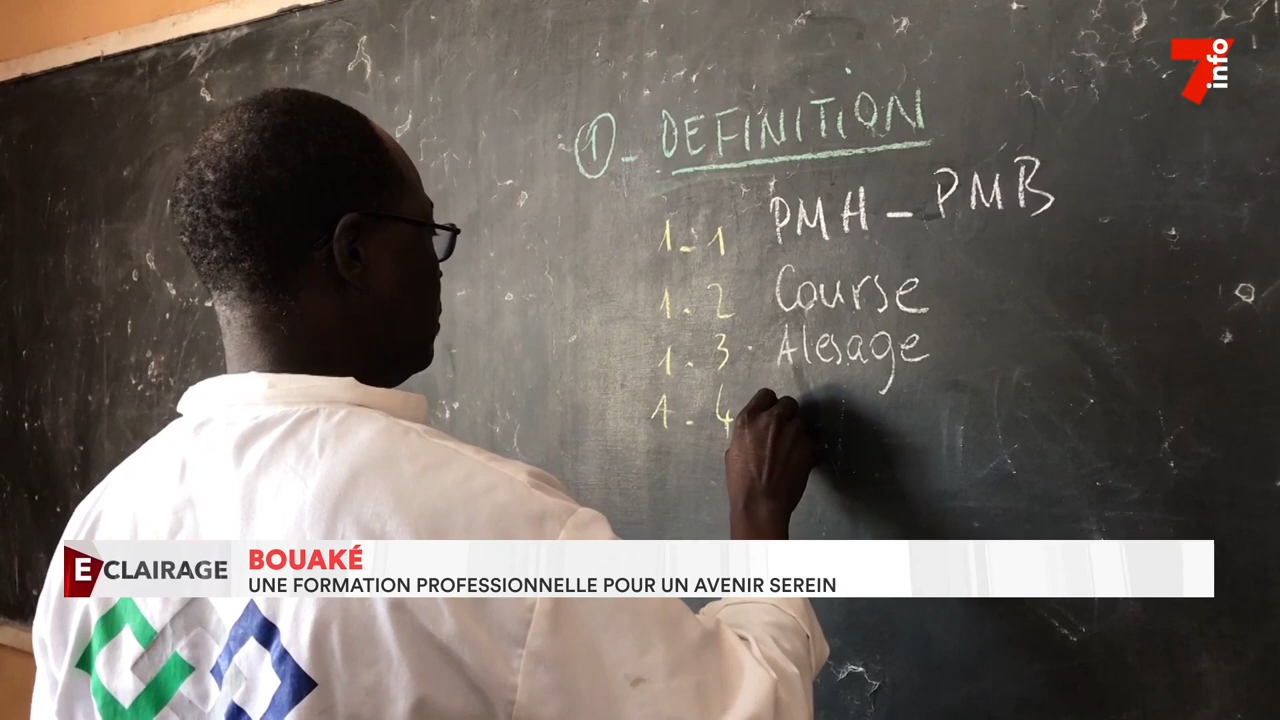 7 info
① - DEFINITION
1-1 PMH - PMB
1.2 Course
1.3. Alesage
1.4
ECLAIRAGE
BOUAKÉ
UNE FORMATION PROFESSIONNELLE POUR UN AVENIR SEREIN